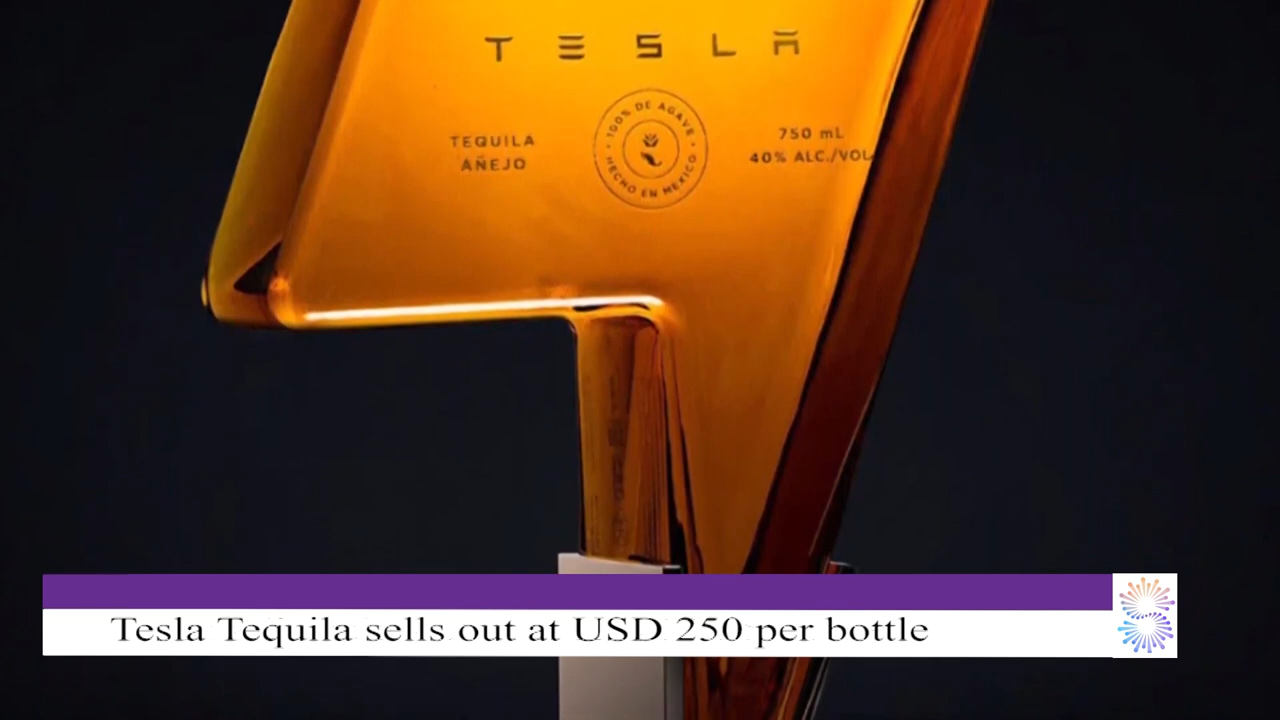 TESLA
TEQUILA
AÑEJO
100% DE AGAVE
HECHO EN MEXICO
750 mL
40% ALC./VOL
Tesla Tequila sells out at USD 250 per bottle